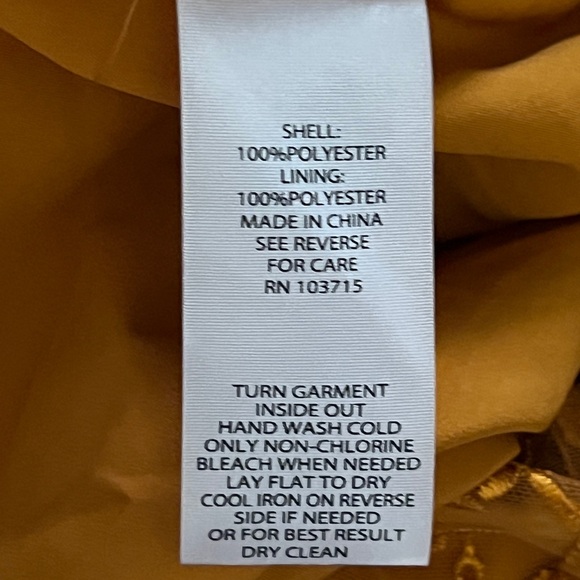 SHELL:
100%POLYESTER
LINING:
100%POLYESTER
MADE IN CHINA
SEE REVERSE
FOR CARE
RN 103715
TURN GARMENT
INSIDE OUT
HAND WASH COLD
ONLY NON-CHLORINE
BLEACH WHEN NEEDED
LAY FLAT TO DRY
COOL IRON ON REVERSE
SIDE IF NEEDED
OR FOR BEST RESULT
DRY CLEAN